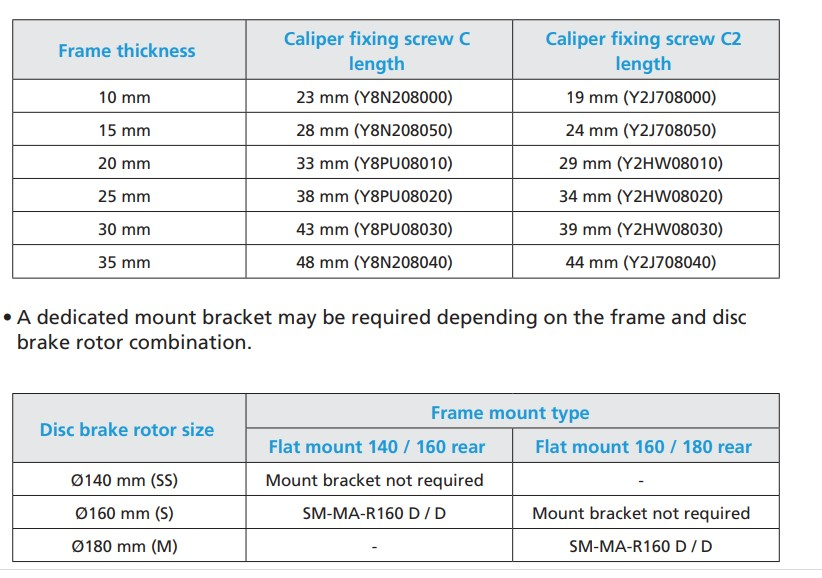 Frame thickness | Caliper fixing screw C length | Caliper fixing screw C2 length
10 mm | 23 mm (Y8N208000) | 19 mm (Y2J708000)
15 mm | 28 mm (Y8N208050) | 24 mm (Y2J708050)
20 mm | 33 mm (Y8PU08010) | 29 mm (Y2HW08010)
25 mm | 38 mm (Y8PU08020) | 34 mm (Y2HW08020)
30 mm | 43 mm (Y8PU08030) | 39 mm (Y2HW08030)
35 mm | 48 mm (Y8N208040) | 44 mm (Y2J708040)
• A dedicated mount bracket may be required depending on the frame and disc
brake rotor combination.
Disc brake rotor size | Frame mount type
Flat mount 140 / 160 rear | Flat mount 160 / 180 rear
Ø140 mm (SS) | Mount bracket not required | -
Ø160 mm (S) | SM-MA-R160 D / D | Mount bracket not required
Ø180 mm (M) | - | SM-MA-R160 D / D